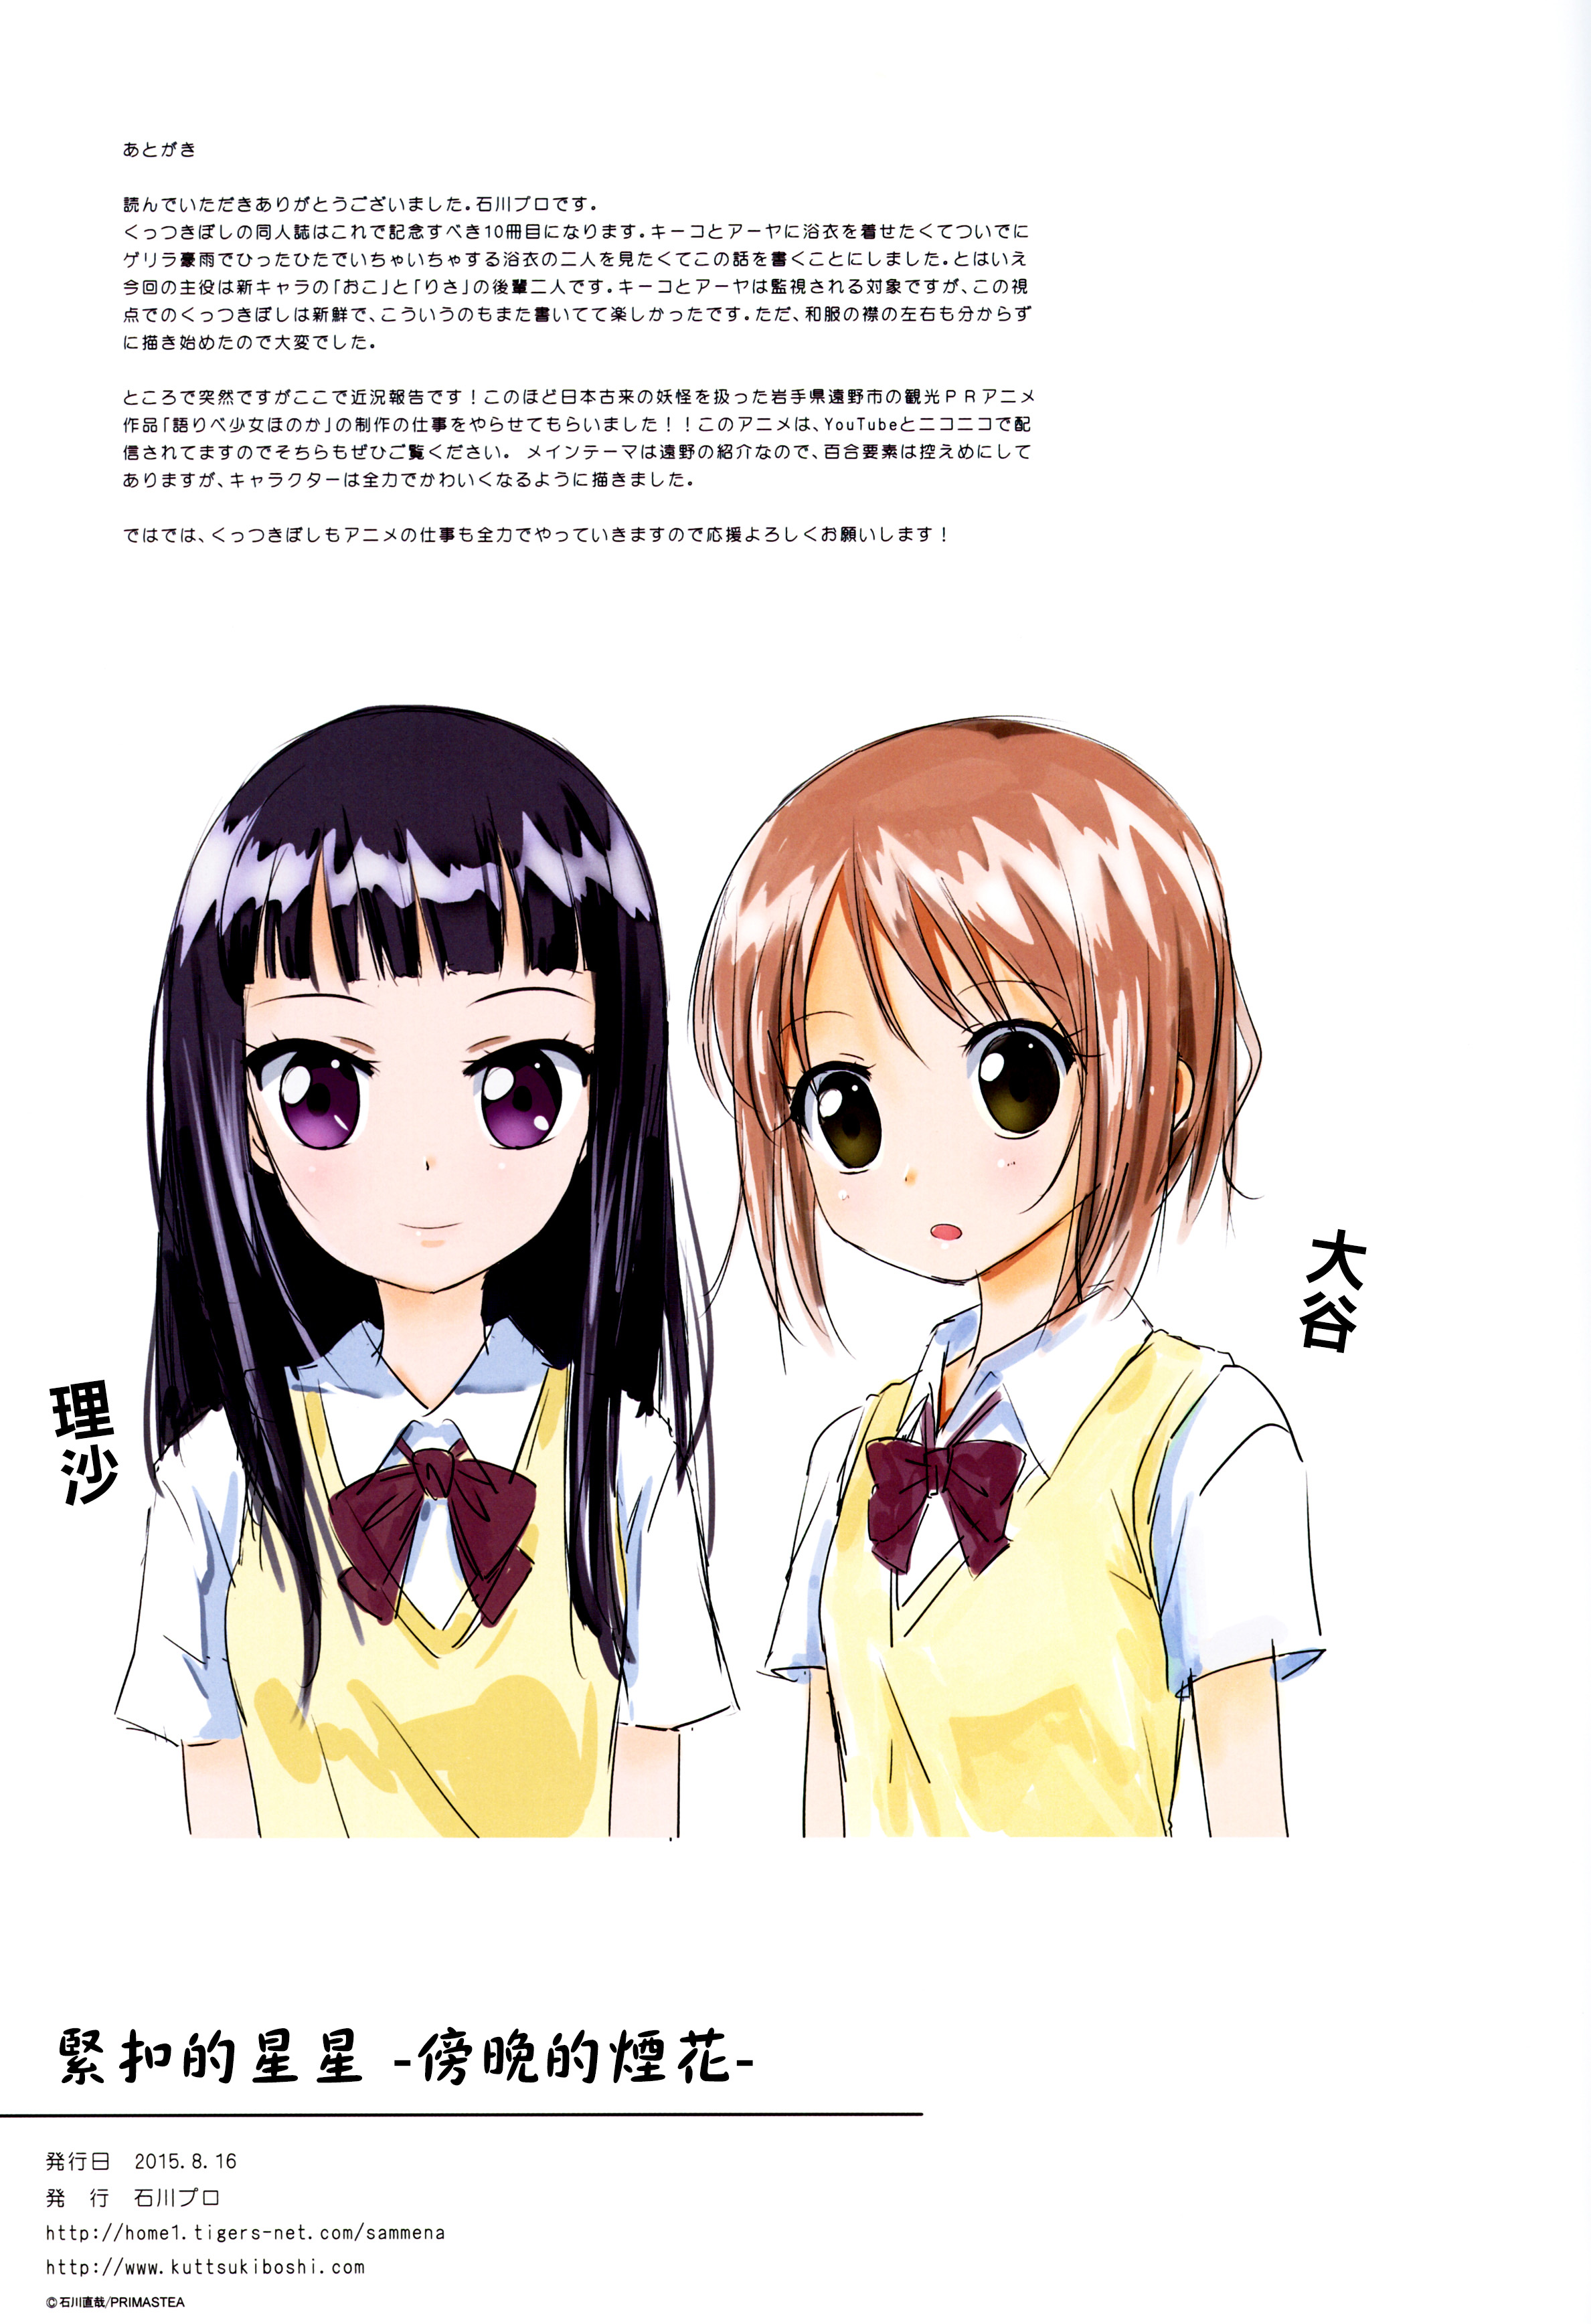 あとがき
読んでいただきありがとうございました。石川プロです。
くっつきぼしの同人誌はこれで記念すべき10冊目になります。キーコとアーヤに浴衣を着せたくてついでに
ゲリラ豪雨でひったひたでいちゃいちゃする浴衣の二人を見たくてこの話を書くことにしました。とはいえ
今回の主役は新キャラの「おこ」と「りさ」の後輩二人です。キーコとアーヤは監視される対象ですが、この視
点でのくっつきぼしは新鮮で、こういうのもまた書いてて楽しかったです。ただ、和服の襟の左右も分からず
に描き始めたので大変でした。
ところで突然ですがここで近況報告です！このほど日本古来の妖怪を扱った岩手県遠野市の観光ＰＲアニメ
作品「語りべ少女ほのか」の制作の仕事をやらせてもらいました！！このアニメは、YouTubeとニコニコで配
信されてますのでそちらもぜひご覧ください。 メインテーマは遠野の紹介なので、百合要素は控えめにして
ありますが、キャラクターは全力でかわいくなるように描きました。
ではでは、くっつきぼしもアニメの仕事も全力でやっていきますので応援よろしくお願いします！
大谷
理沙
緊扣的星星 -傍晚的煙花-
発行日　2015.8.16
発　行　石川プロ
http://home1.tigers-net.com/sammena
http://www.kuttsukiboshi.com
©石川直哉/PRIMASTEA